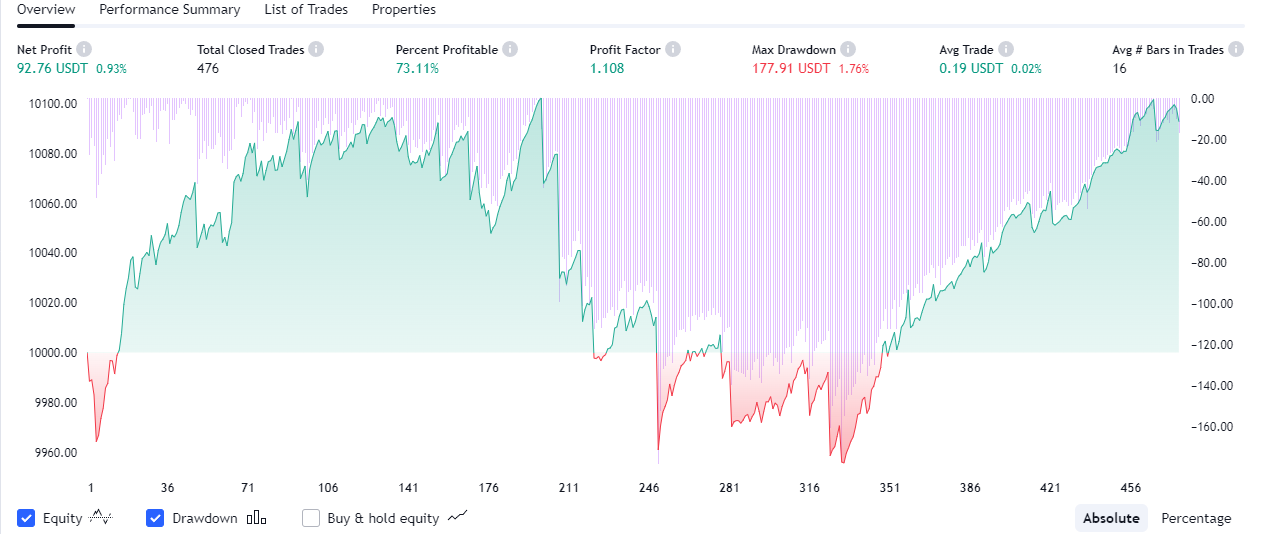 Overview Performance Summary List of Trades Properties
Net Profit Total Closed Trades Percent Profitable Profit Factor Max Drawdown Avg Trade Avg # Bars in Trades
92.76 USDT 0.93% 476 73.11% 1.108 177.91 USDT 1.76% 0.19 USDT 0.02% 16
10100.00 0.00
10080.00 −20.00
10060.00 −40.00
10040.00 −60.00
10020.00 −80.00
10000.00 −100.00
9980.00 −120.00
9960.00 −140.00
−160.00
1 36 71 106 141 176 211 246 281 316 351 386 421 456
Equity Drawdown Buy & hold equity Absolute Percentage